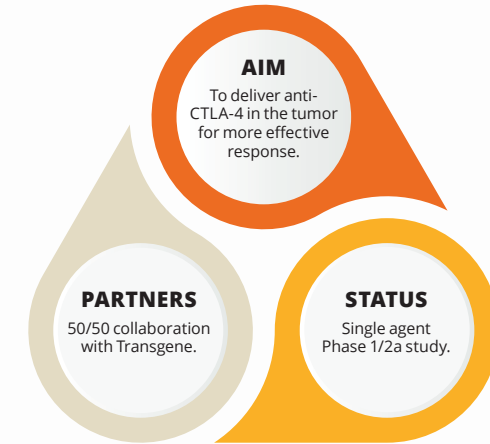 AIM
To deliver anti-
CTLA-4 in the tumor
for more effective
response.
PARTNERS
50/50 collaboration
with Transgene.
STATUS
Single agent
Phase 1/2a study.